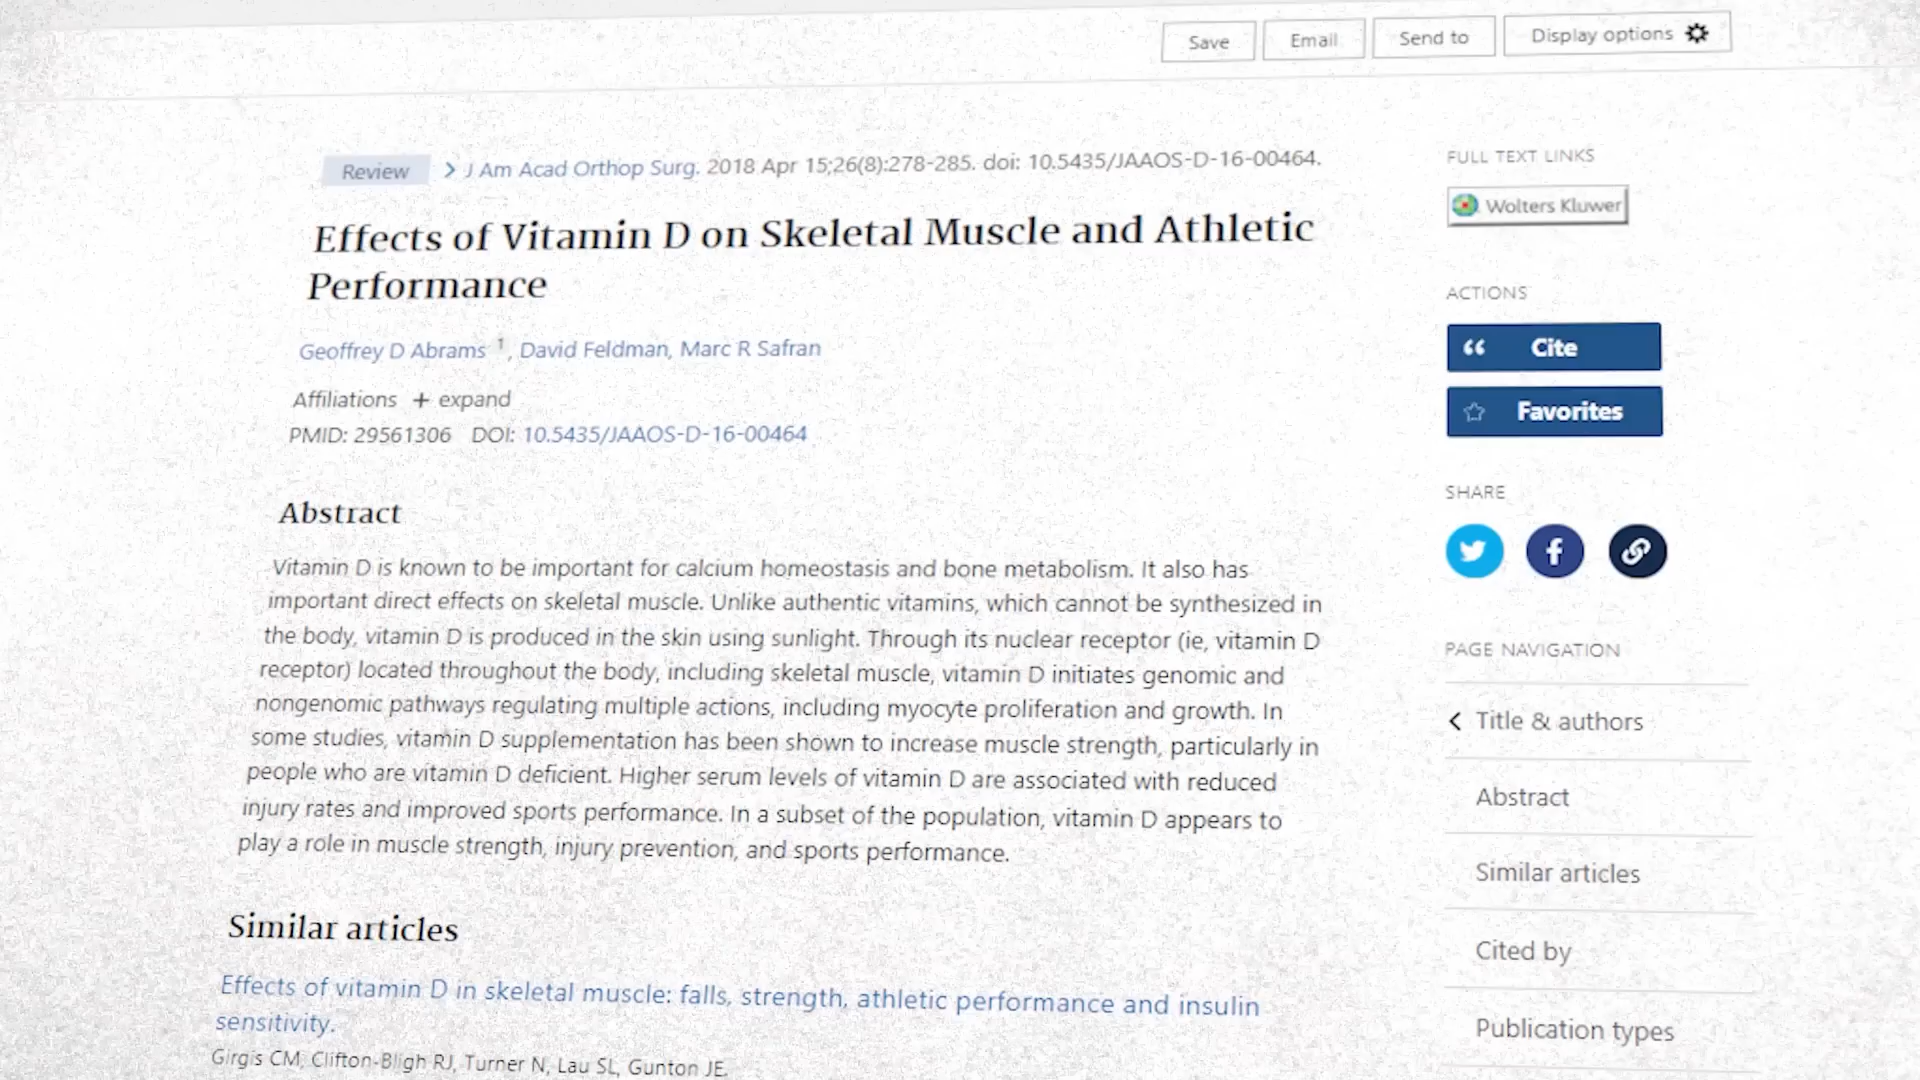 Save
Email
Send to
Display options
Review
J Am Acad Orthop Surg. 2018 Apr 15;26(8):278-285. doi: 10.5435/JAAOS-D-16-00464.
Effects of Vitamin D on Skeletal Muscle and Athletic
Performance
Geoffrey D Abrams 1, David Feldman, Marc R Safran
Affiliations + expand
PMID: 29561306 DOI: 10.5435/JAAOS-D-16-00464
Abstract
Vitamin D is known to be important for calcium homeostasis and bone metabolism. It also has
important direct effects on skeletal muscle. Unlike authentic vitamins, which cannot be synthesized in
the body, vitamin D is produced in the skin using sunlight. Through its nuclear receptor (ie, vitamin D
receptor) located throughout the body, including skeletal muscle, vitamin D initiates genomic and
nongenomic pathways regulating multiple actions, including myocyte proliferation and growth. In
some studies, vitamin D supplementation has been shown to increase muscle strength, particularly in
people who are vitamin D deficient. Higher serum levels of vitamin D are associated with reduced
injury rates and improved sports performance. In a subset of the population, vitamin D appears to
play a role in muscle strength, injury prevention, and sports performance.
Similar articles
Effects of vitamin D in skeletal muscle: falls, strength, athletic performance and insulin
sensitivity.
Girgis CM, Clifton-Bligh RJ, Turner N, Lau SL, Gunton JE.
FULL TEXT LINKS
Wolters Kluwer
ACTIONS
Cite
Favorites
SHARE
PAGE NAVIGATION
Title & authors
Abstract
Similar articles
Cited by
Publication types